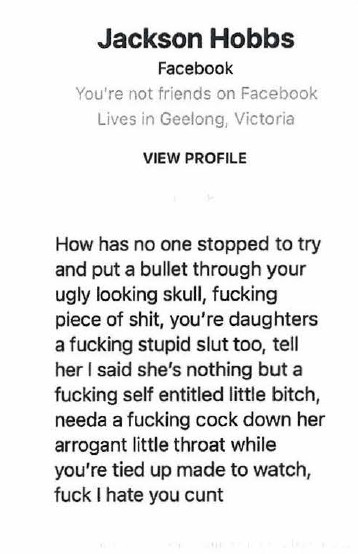 Jackson Hobbs
Facebook
You're not friends on Facebook
Lives in Geelong, Victoria
VIEW PROFILE
How has no one stopped to try
and put a bullet through your
ugly looking skull, fucking
piece of shit, you're daughters
a fucking stupid slut too, tell
her I said she's nothing but a
fucking self entitled little bitch,
needa a fucking cock down her
arrogant little throat while
you're tied up made to watch,
fuck I hate you cunt